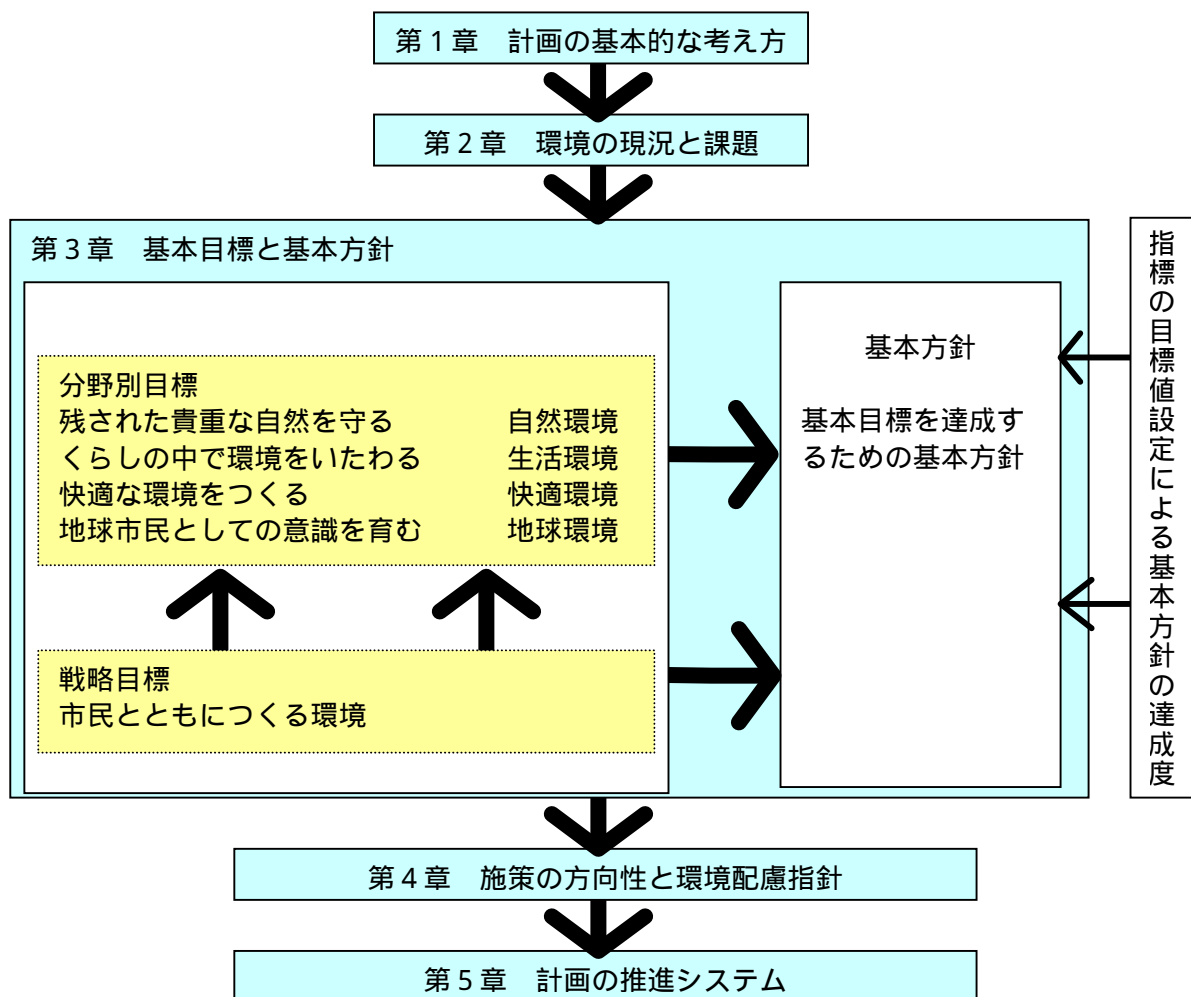 第1章　計画の基本的な考え方
第2章　環境の現況と課題
第3章　基本目標と基本方針
分野別目標
残された貴重な自然を守る　自然環境
くらしの中で環境をいたわる　生活環境
快適な環境をつくる　快適環境
地球市民としての意識を育む　地球環境
戦略目標
市民とともにつくる環境
基本方針
基本目標を達成す
るための基本方針
指標の目標値設定による基本方針の達成度
第4章　施策の方向性と環境配慮指針
第5章　計画の推進システム